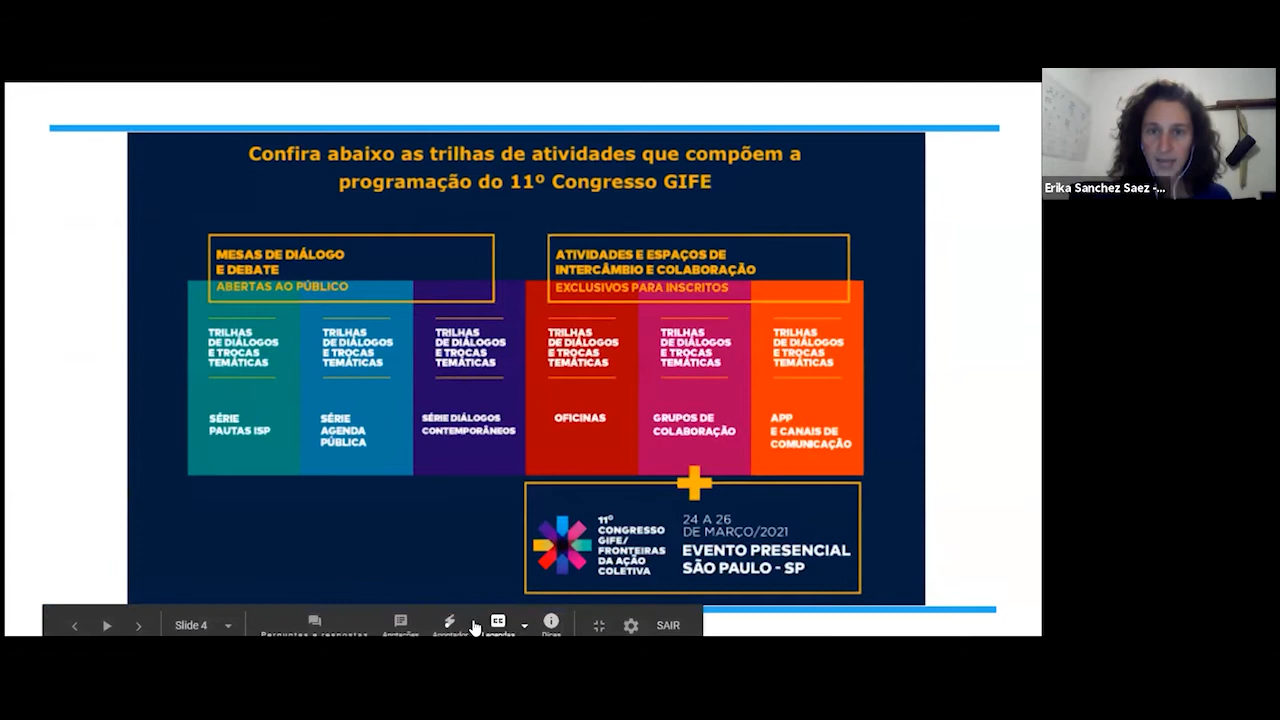 Confira abaixo as trilhas de atividades que compõem a
programação do 11º Congresso GIFE
MESAS DE DIÁLOGO
E DEBATE
ABERTAS AO PÚBLICO
ATIVIDADES E ESPAÇOS DE
INTERCÂMBIO E COLABORAÇÃO
EXCLUSIVOS PARA INSCRITOS
TRILHAS
DE DIÁLOGOS
E TROCAS
TEMÁTICAS
SÉRIE
PAUTAS ISP
TRILHAS
DE DIÁLOGOS
E TROCAS
TEMÁTICAS
SÉRIE
AGENDA
PÚBLICA
TRILHAS
DE DIÁLOGOS
E TROCAS
TEMÁTICAS
SÉRIE DIÁLOGOS
CONTEMPORÂNEOS
TRILHAS
DE DIÁLOGOS
E TROCAS
TEMÁTICAS
OFICINAS
TRILHAS
DE DIÁLOGOS
E TROCAS
TEMÁTICAS
GRUPOS DE
COLABORAÇÃO
TRILHAS
DE DIÁLOGOS
E TROCAS
TEMÁTICAS
APP
E CANAIS DE
COMUNICAÇÃO
11º
CONGRESSO
GIFE/
FRONTEIRAS
DA AÇÃO
COLETIVA
24 A 26
DE MARÇO/2021
EVENTO PRESENCIAL
SÃO PAULO - SP
Erika Sanchez Saez -...
Slide 4
Perguntas e respostas
Anotações
Legendas
Dicas
SAIR